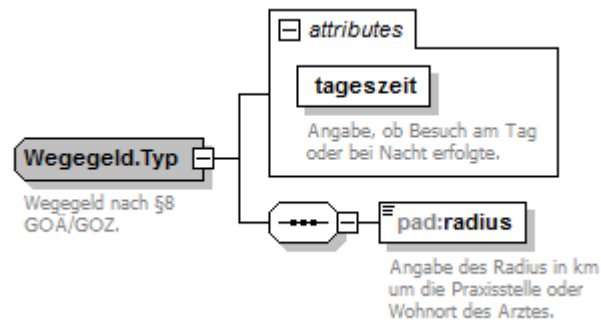 attributes
tageszeit
Angabe, ob Besuch am Tag
oder bei Nacht erfolgte.
Wegegeld.Typ
Wegegeld nach §8
GOÄ/GOZ.
pad:radius
Angabe des Radius in km
um die Praxisstelle oder
Wohnort des Arztes.